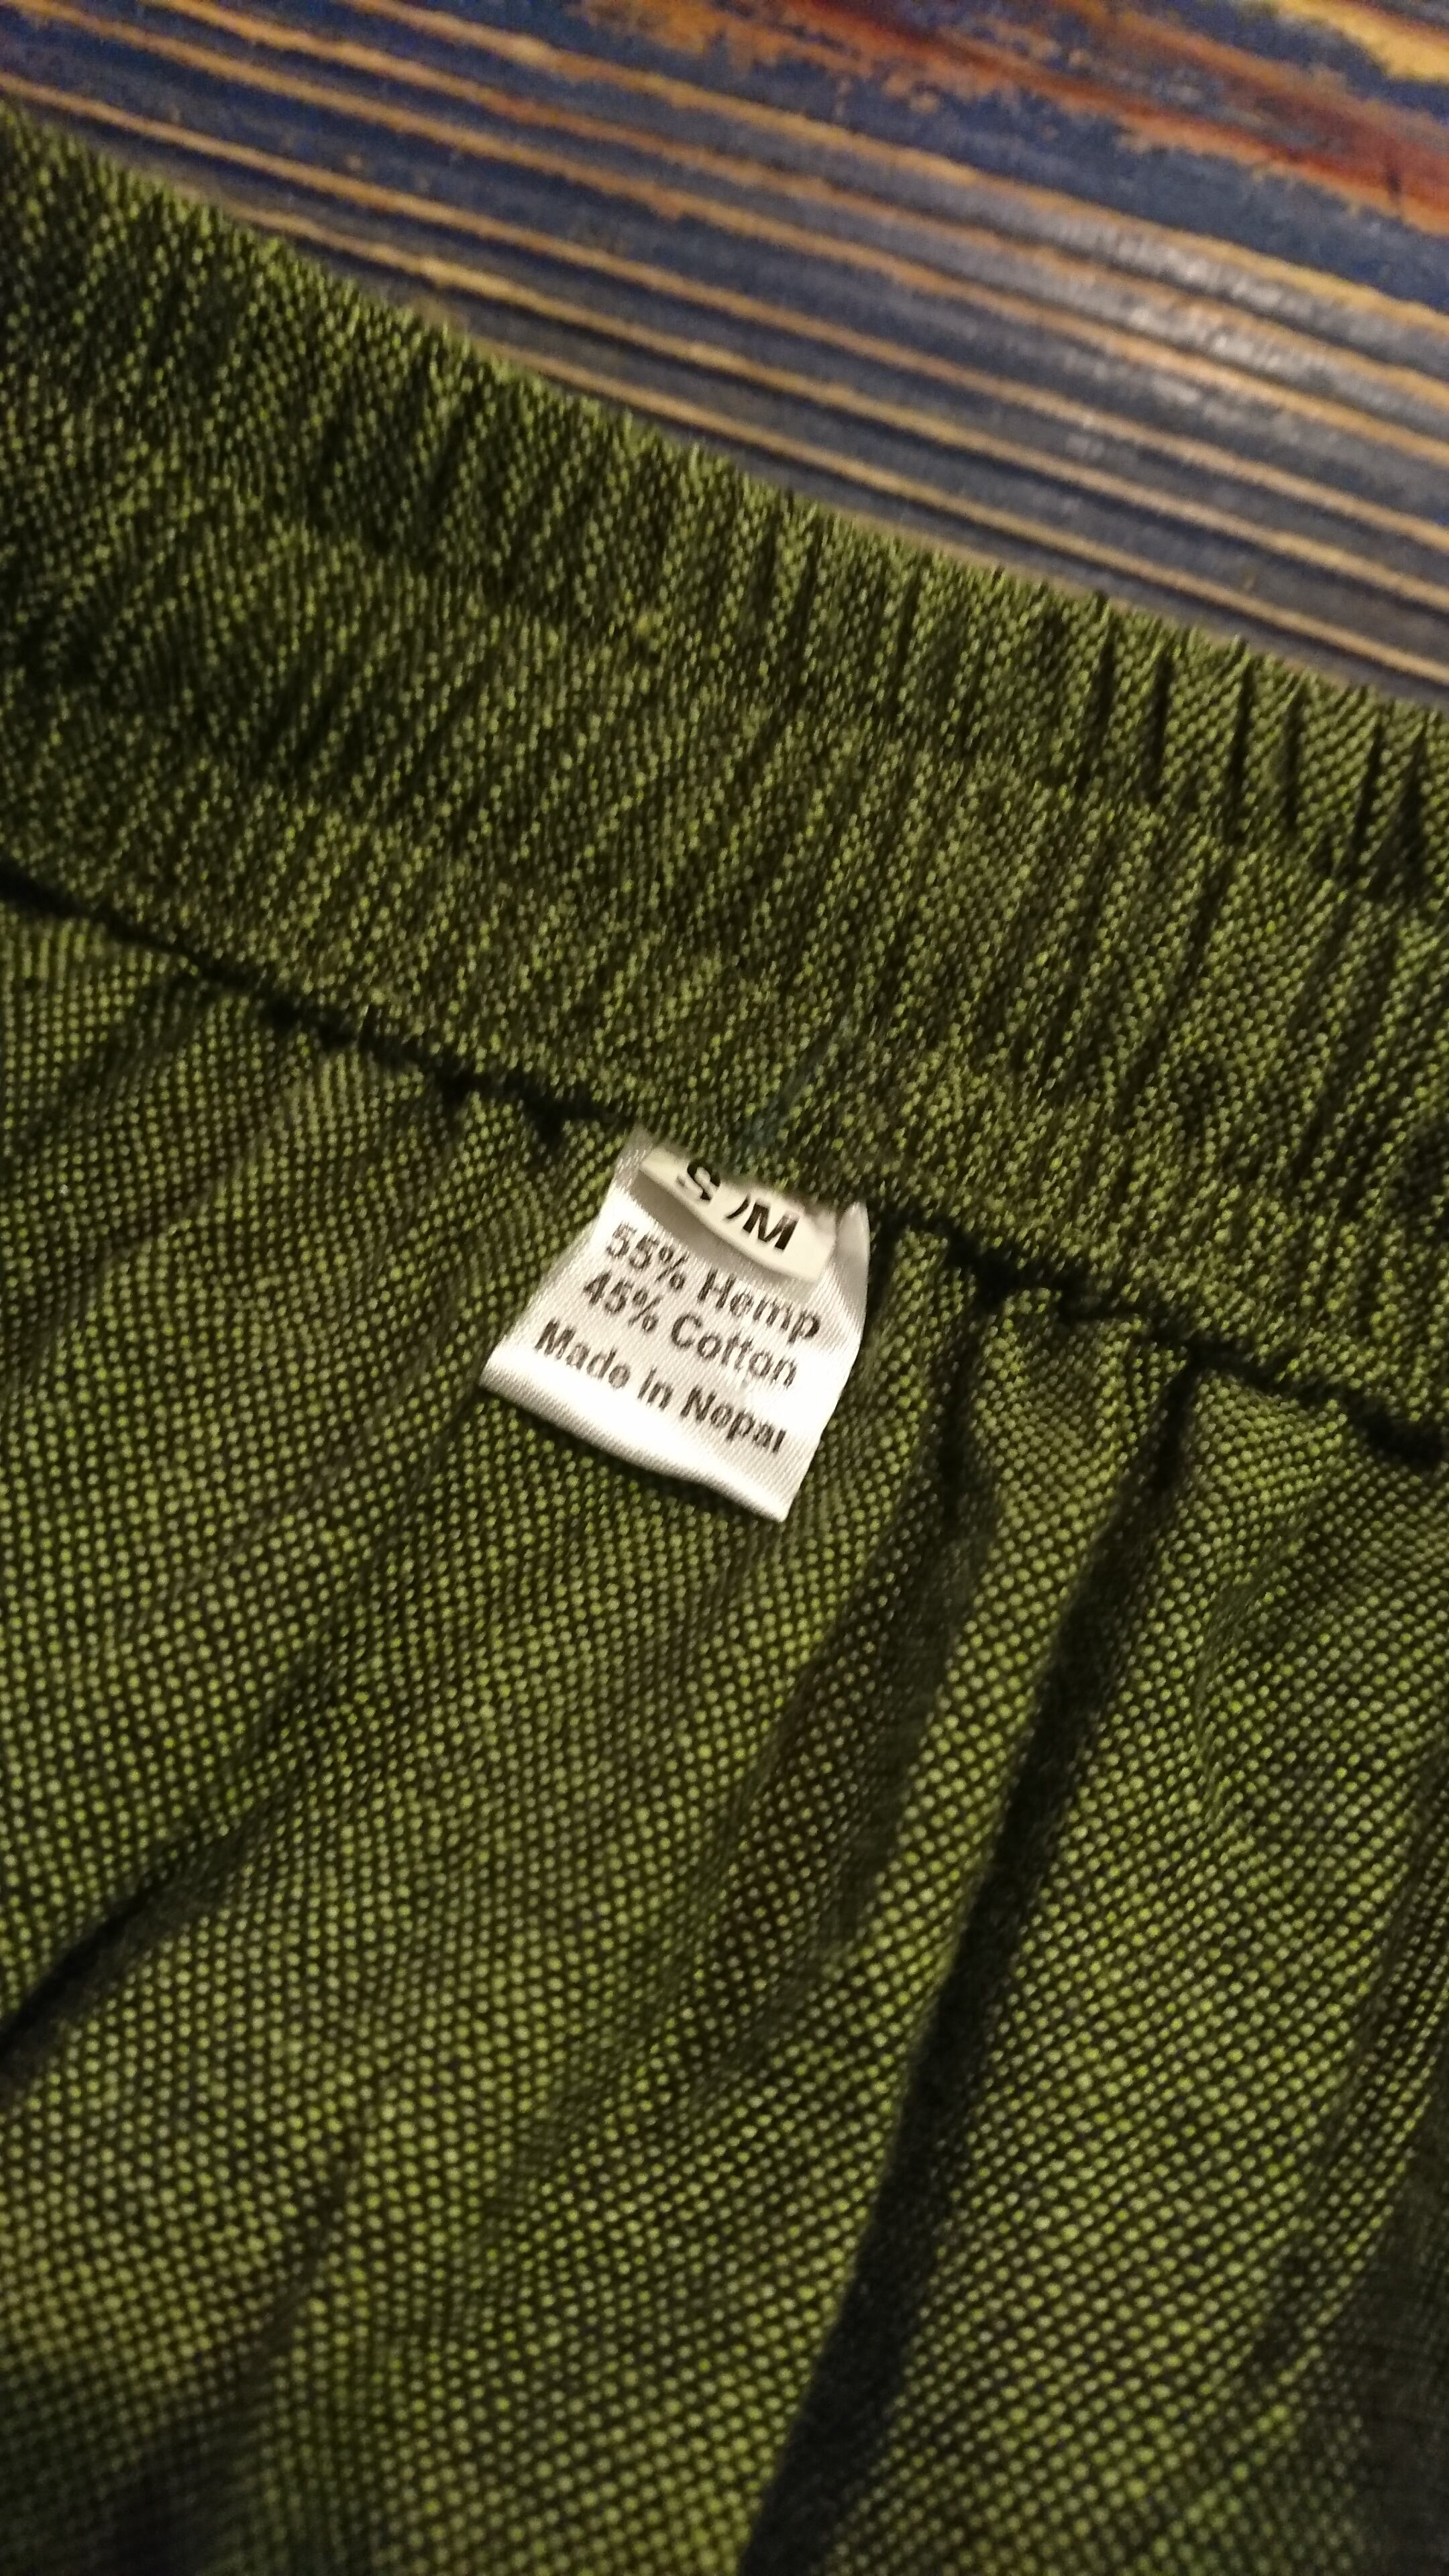 S/M
55% Hemp
45% Cotton
Made in Nepal